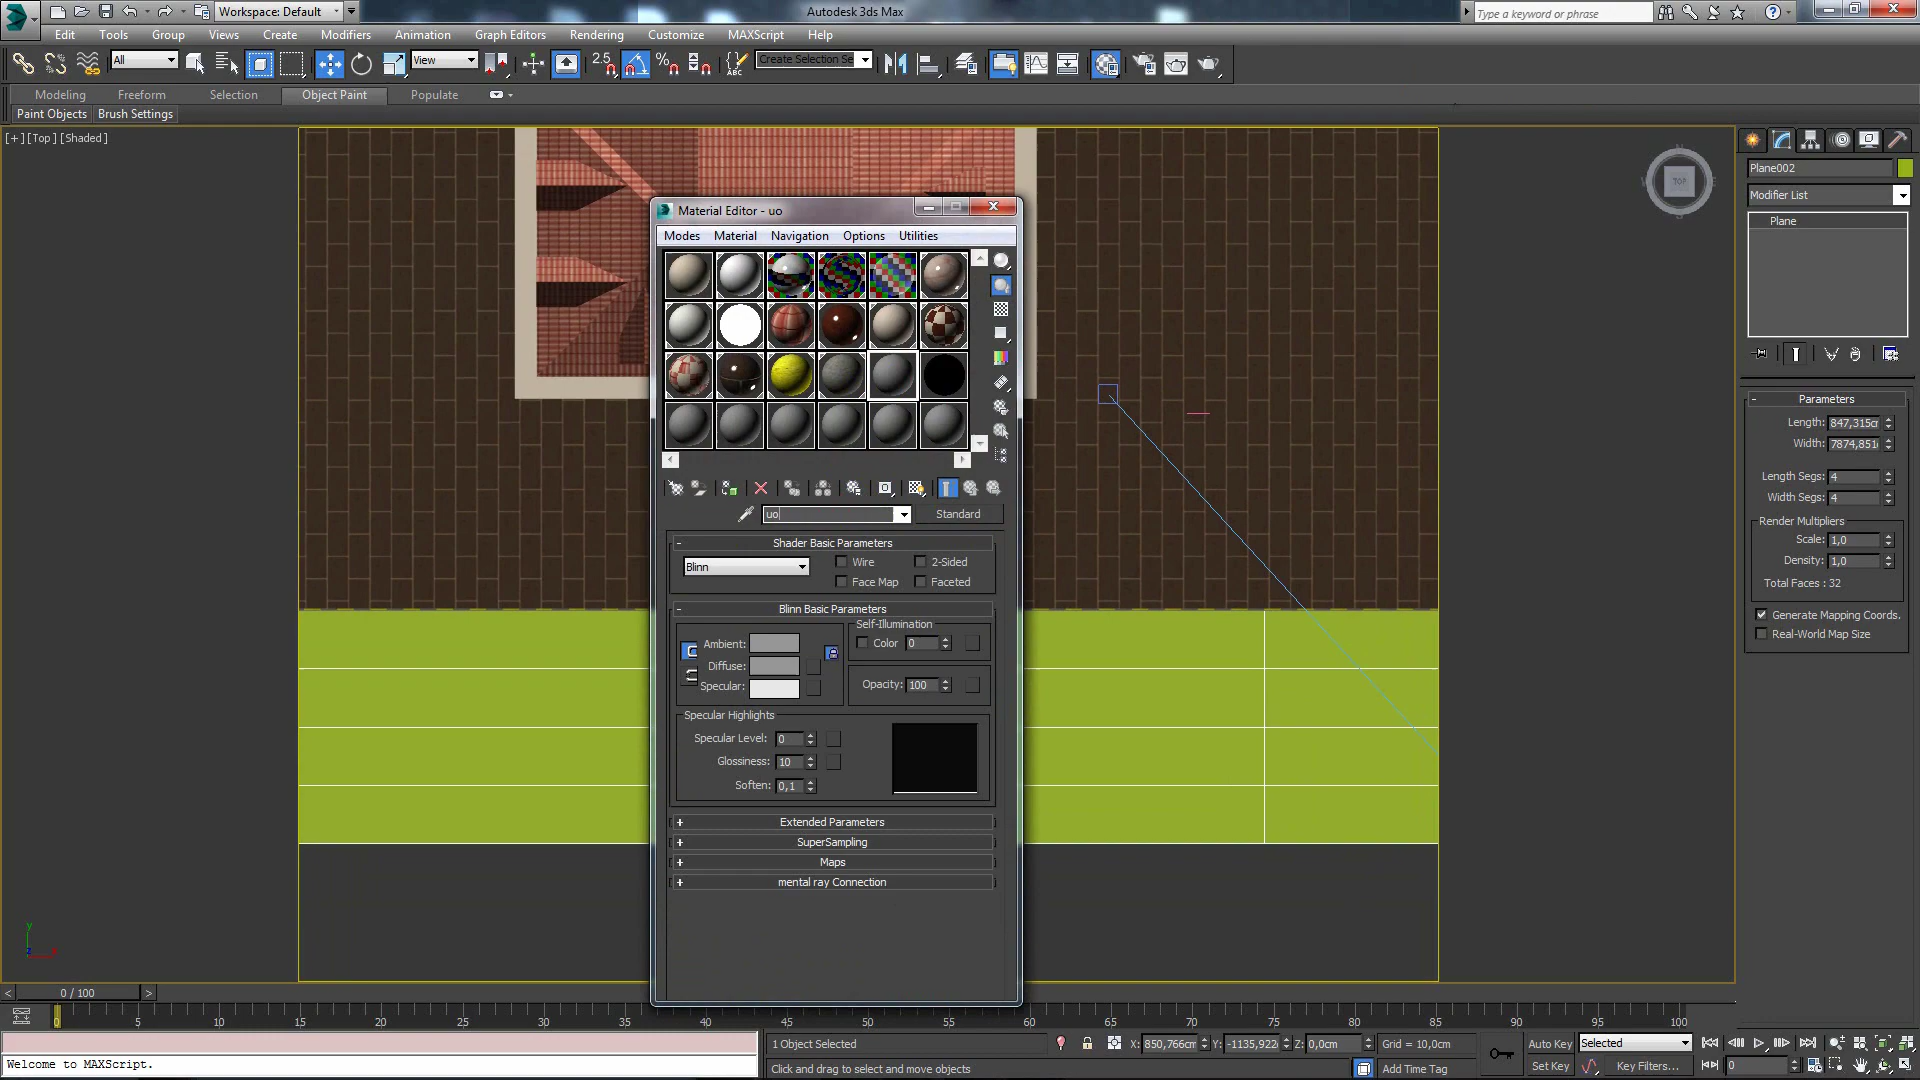 Workspace: Default
Autodesk 3ds Max
Type a keyword or phrase
Edit Tools Group Views Create Modifiers Animation Graph Editors Rendering Customize MAXScript Help
All
View
2.5
Create Selection Se
Modeling Freeform Selection Object Paint Populate
Paint Objects Brush Settings
[+] [Top] [Shaded]
TOP
Plane002
Modifier List
Plane
Material Editor - uo
Modes Material Navigation Options Utilities
uo Standard
Shader Basic Parameters
Blinn Wire 2-Sided
Face Map Faceted
Blinn Basic Parameters
Self-Illumination
Ambient: Color 0
Diffuse:
Specular: Opacity: 100
Specular Highlights
Specular Level: 0
Glossiness: 10
Soften: 0,1
+ Extended Parameters
+ SuperSampling
+ Maps
+ mental ray Connection
- Parameters
Length: 847,315c
Width: 7874,851
Length Segs: 4
Width Segs: 4
Render Multipliers
Scale: 1,0
Density: 1,0
Total Faces : 32
Generate Mapping Coords.
Real-World Map Size
y
z x
< 0 / 100 >
0 5 10 15 20 25 30 35 40 45 50 55 60 65 70 75 80 85 90 95 100
Welcome to MAXScript.
1 Object Selected
X: 850,766cm Y: -1135,922 Z: 0,0cm Grid = 10,0cm
Auto Key Selected
Click and drag to select and move objects
Add Time Tag
Set Key Key Filters... 0